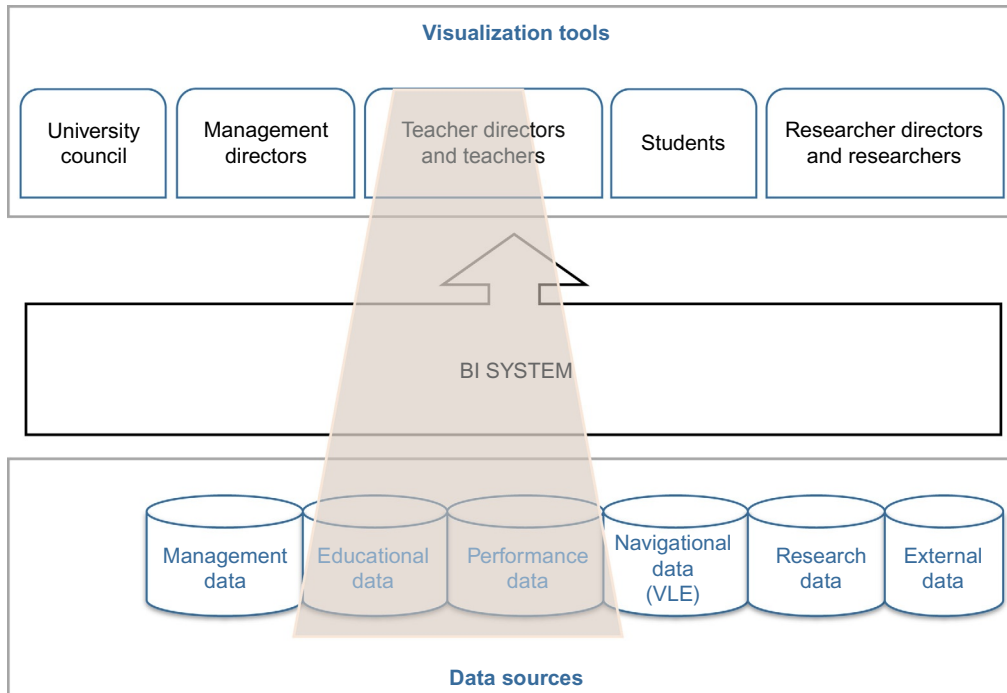 Visualization tools
University
council
Management
directors
Teacher directors
and teachers
Students
Researcher directors
and researchers
BI SYSTEM
Management
data
Educational
data
Performance
data
Navigational
data
(VLE)
Research
data
External
data
Data sources